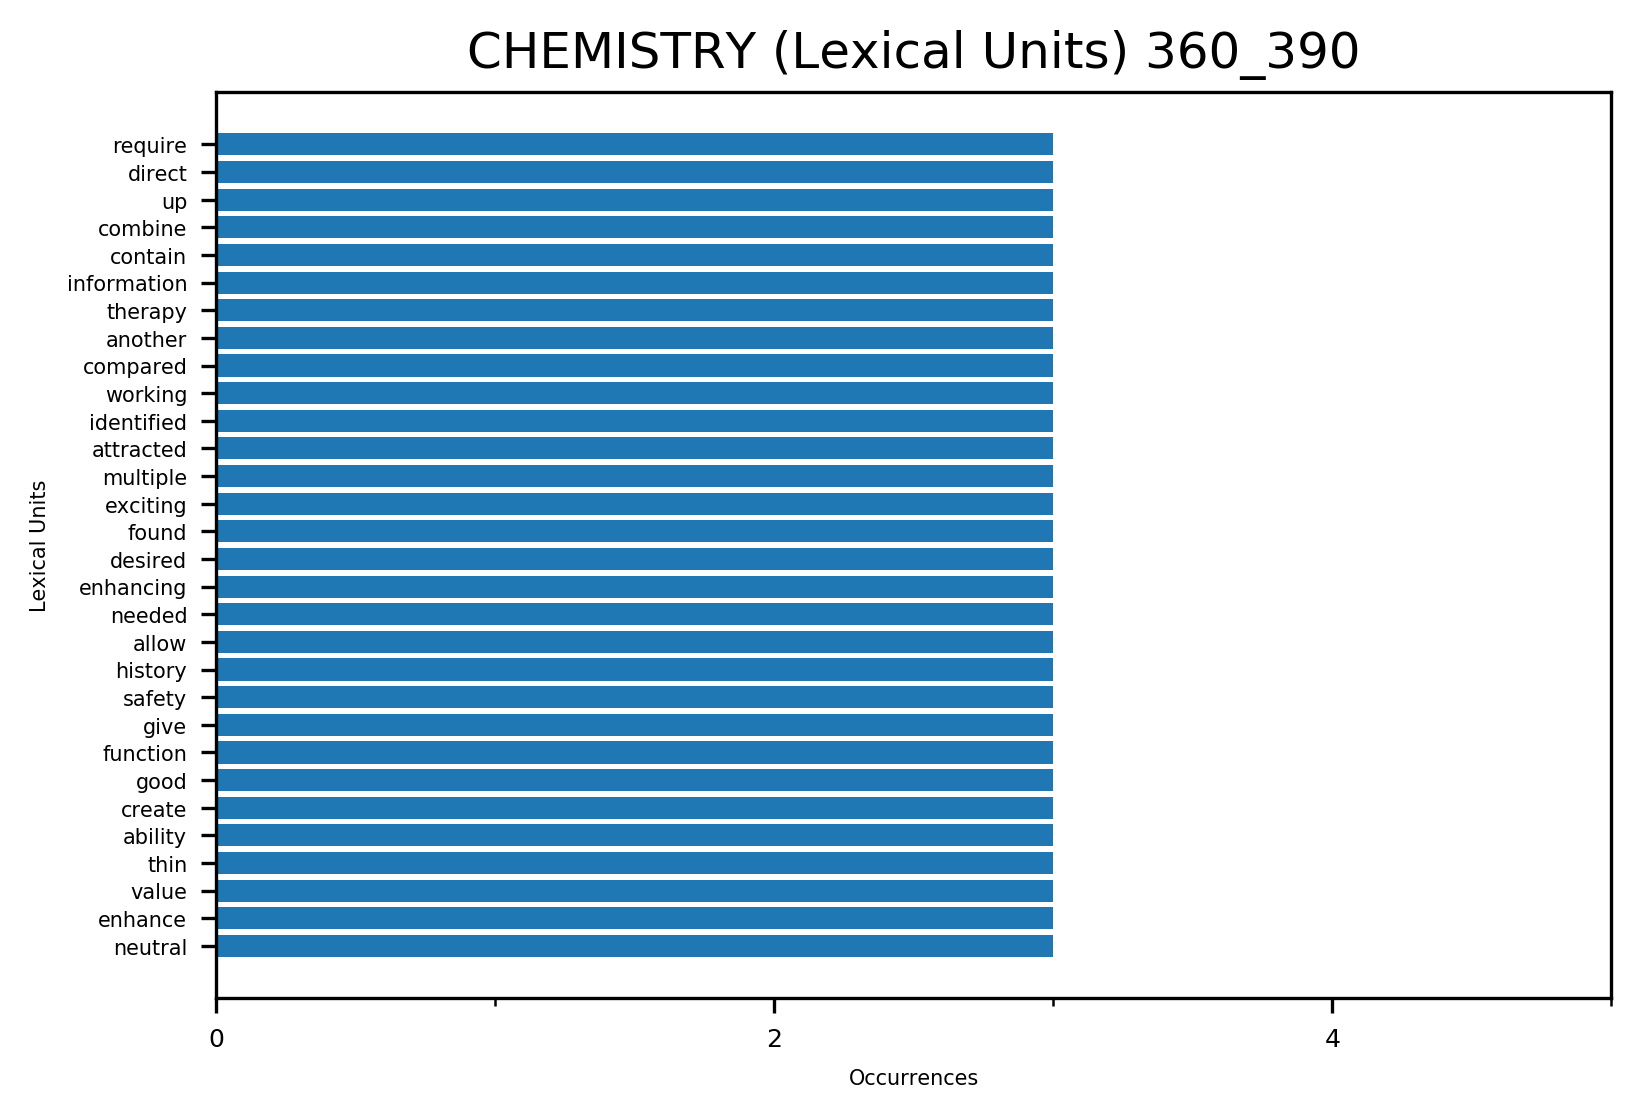 CHEMISTRY (Lexical Units) 360_390
require
direct
up
combine
contain
information
therapy
another
compared
working
identified
attracted
multiple
exciting
found
desired
enhancing
needed
allow
history
safety
give
function
good
create
ability
thin
value
enhance
neutral
Lexical Units
0 2 4
Occurrences